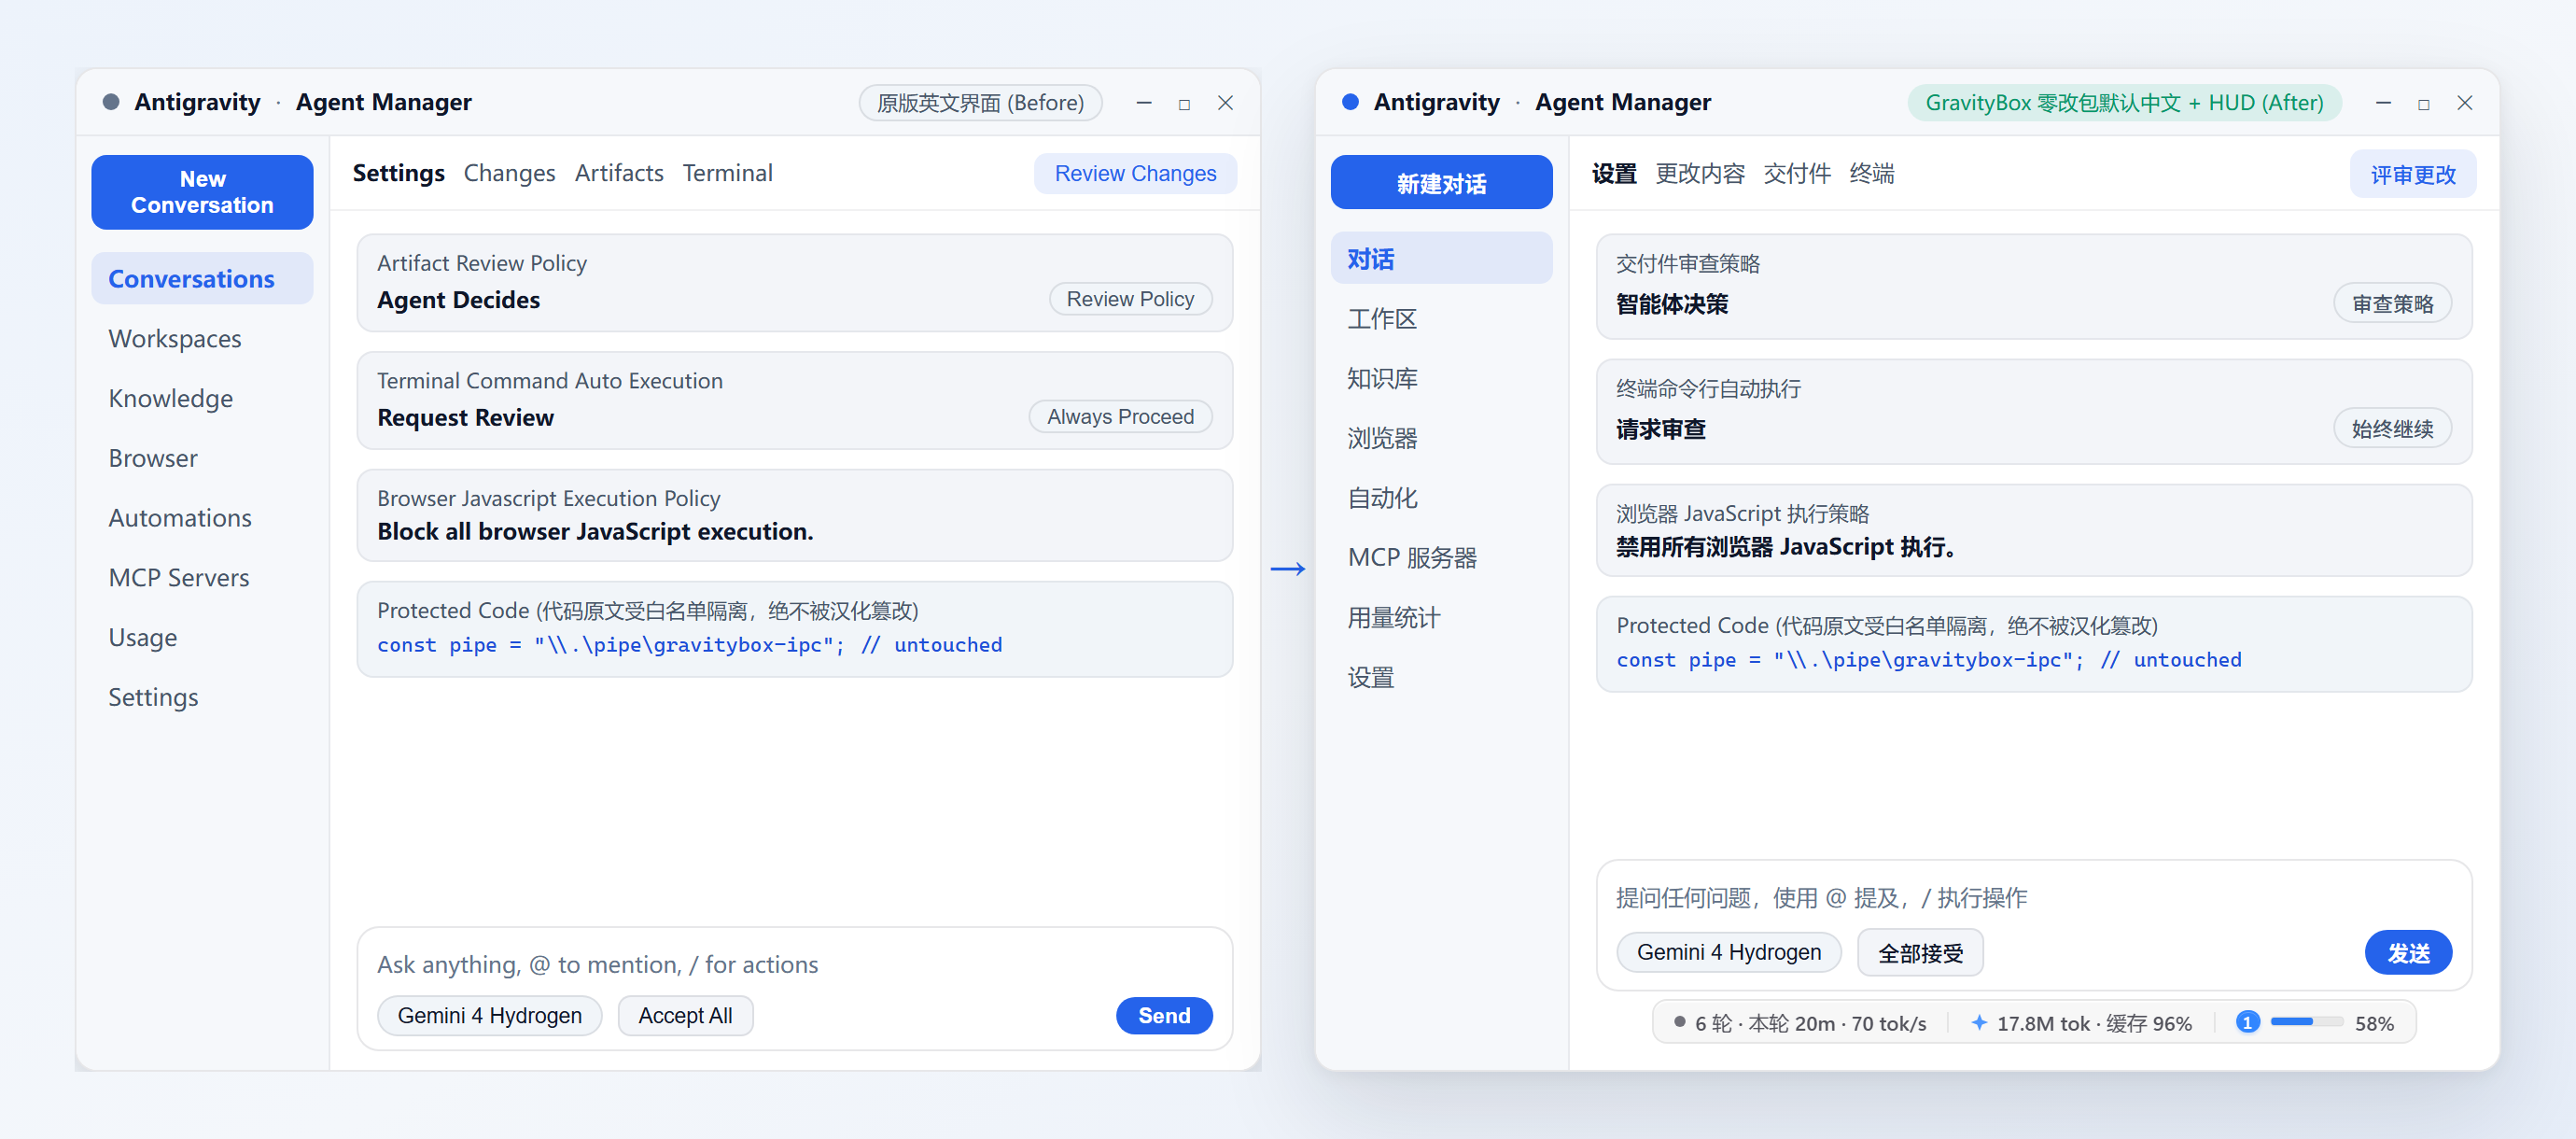 Antigravity · Agent Manager
原版英文界面 (Before)
New
Conversation
Conversations
Workspaces
Knowledge
Browser
Automations
MCP Servers
Usage
Settings
Settings Changes Artifacts Terminal
Review Changes
Artifact Review Policy
Agent Decides
Review Policy
Terminal Command Auto Execution
Request Review
Always Proceed
Browser Javascript Execution Policy
Block all browser JavaScript execution.
Protected Code (代码原文受白名单隔离，绝不被汉化篡改)
const pipe = "\\.\pipe\gravitybox-ipc"; // untouched
Ask anything, @ to mention, / for actions
Gemini 4 Hydrogen
Accept All
Send
→
Antigravity · Agent Manager
GravityBox 零改包默认中文 + HUD (After)
新建对话
对话
工作区
知识库
浏览器
自动化
MCP 服务器
用量统计
设置
设置 更改内容 交付件 终端
评审更改
交付件审查策略
智能体决策
审查策略
终端命令行自动执行
请求审查
始终继续
浏览器 JavaScript 执行策略
禁用所有浏览器 JavaScript 执行。
Protected Code (代码原文受白名单隔离，绝不被汉化篡改)
const pipe = "\\.\pipe\gravitybox-ipc"; // untouched
提问任何问题，使用 @ 提及，/ 执行操作
Gemini 4 Hydrogen
全部接受
发送
6 轮 · 本轮 20m · 70 tok/s
17.8M tok · 缓存 96%
1
58%